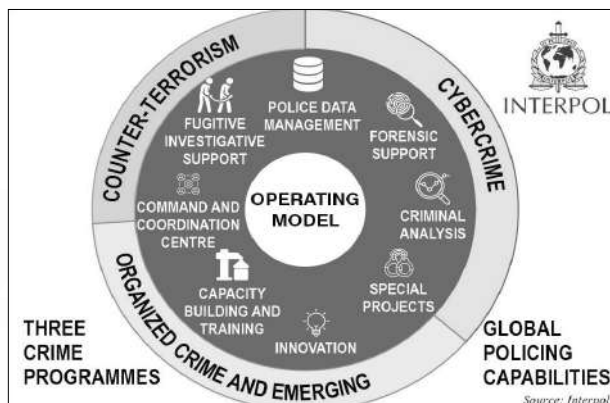 COUNTER-TERRORISM
CYBERCRIME
ORGANIZED CRIME AND EMERGING
INTERPOL
POLICE DATA
MANAGEMENT
FORENSIC
SUPPORT
CRIMINAL
ANALYSIS
SPECIAL
PROJECTS
INNOVATION
CAPACITY
BUILDING AND
TRAINING
COMMAND AND
COORDINATION
CENTRE
FUGITIVE
INVESTIGATIVE
SUPPORT
OPERATING
MODEL
THREE
CRIME
PROGRAMMES
GLOBAL
POLICING
CAPABILITIES
Source: Interpol